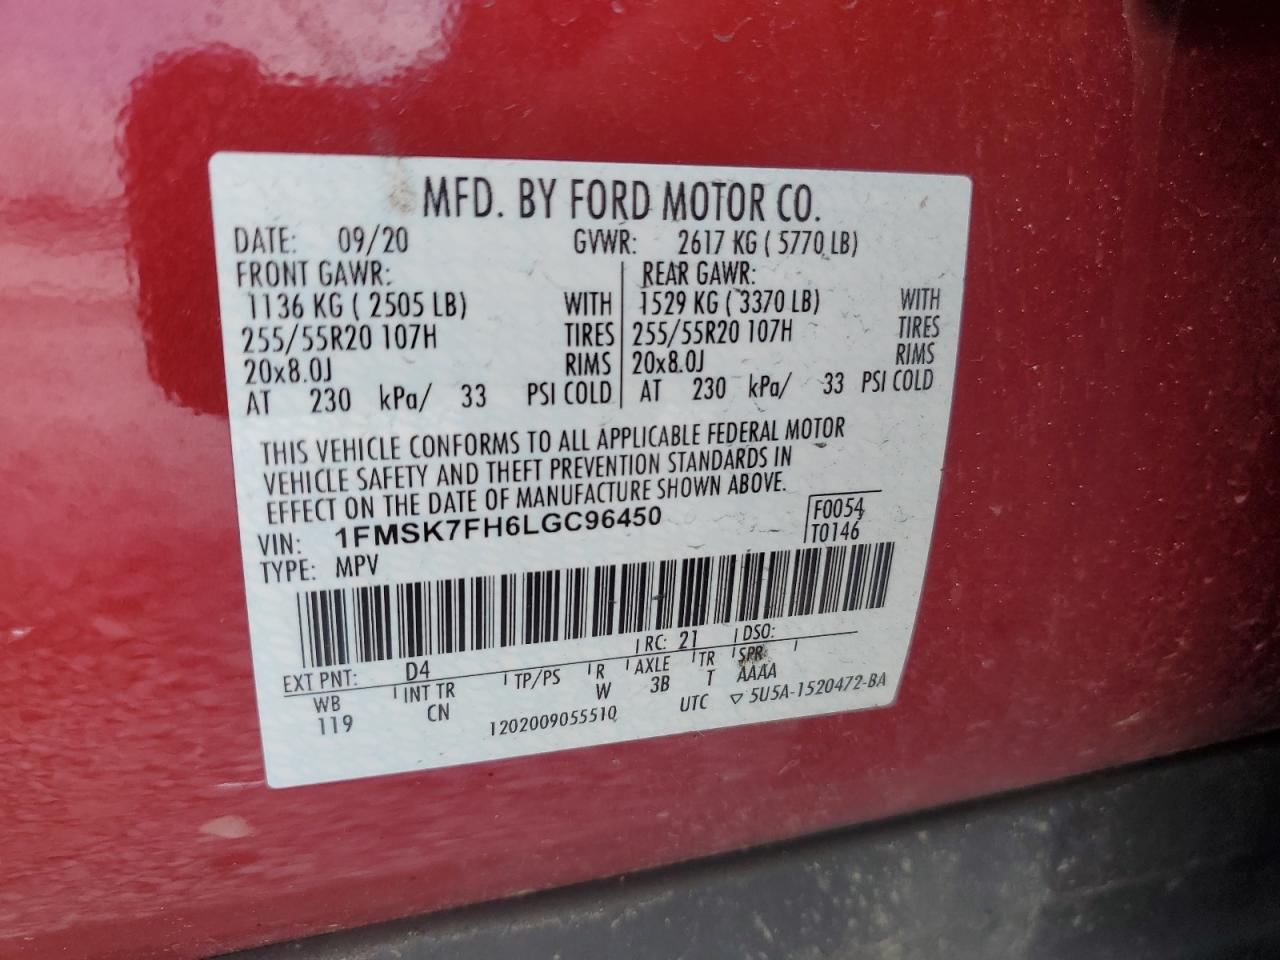 MFD. BY FORD MOTOR CO.
DATE: 09/20 GVWR: 2617 KG ( 5770 LB)
FRONT GAWR: REAR GAWR:
1136 KG ( 2505 LB) WITH 1529 KG ( 3370 LB) WITH
255/55R20 107H TIRES 255/55R20 107H TIRES
20x8.0J RIMS 20x8.0J RIMS
AT 230 kPa/ 33 PSI COLD AT 230 kPa/ 33 PSI COLD
THIS VEHICLE CONFORMS TO ALL APPLICABLE FEDERAL MOTOR
VEHICLE SAFETY AND THEFT PREVENTION STANDARDS IN
EFFECT ON THE DATE OF MANUFACTURE SHOWN ABOVE.
VIN: 1FMSK7FH6LGC96450 F0054
TYPE: MPV T0146
EXT PNT: D4 RC: 21 DSO:
WB INT TR TP/PS R AXLE TR SPR
119 CN W 3B T AAAA
1202009055510 UTC ▽ 5U5A-1520472-BA